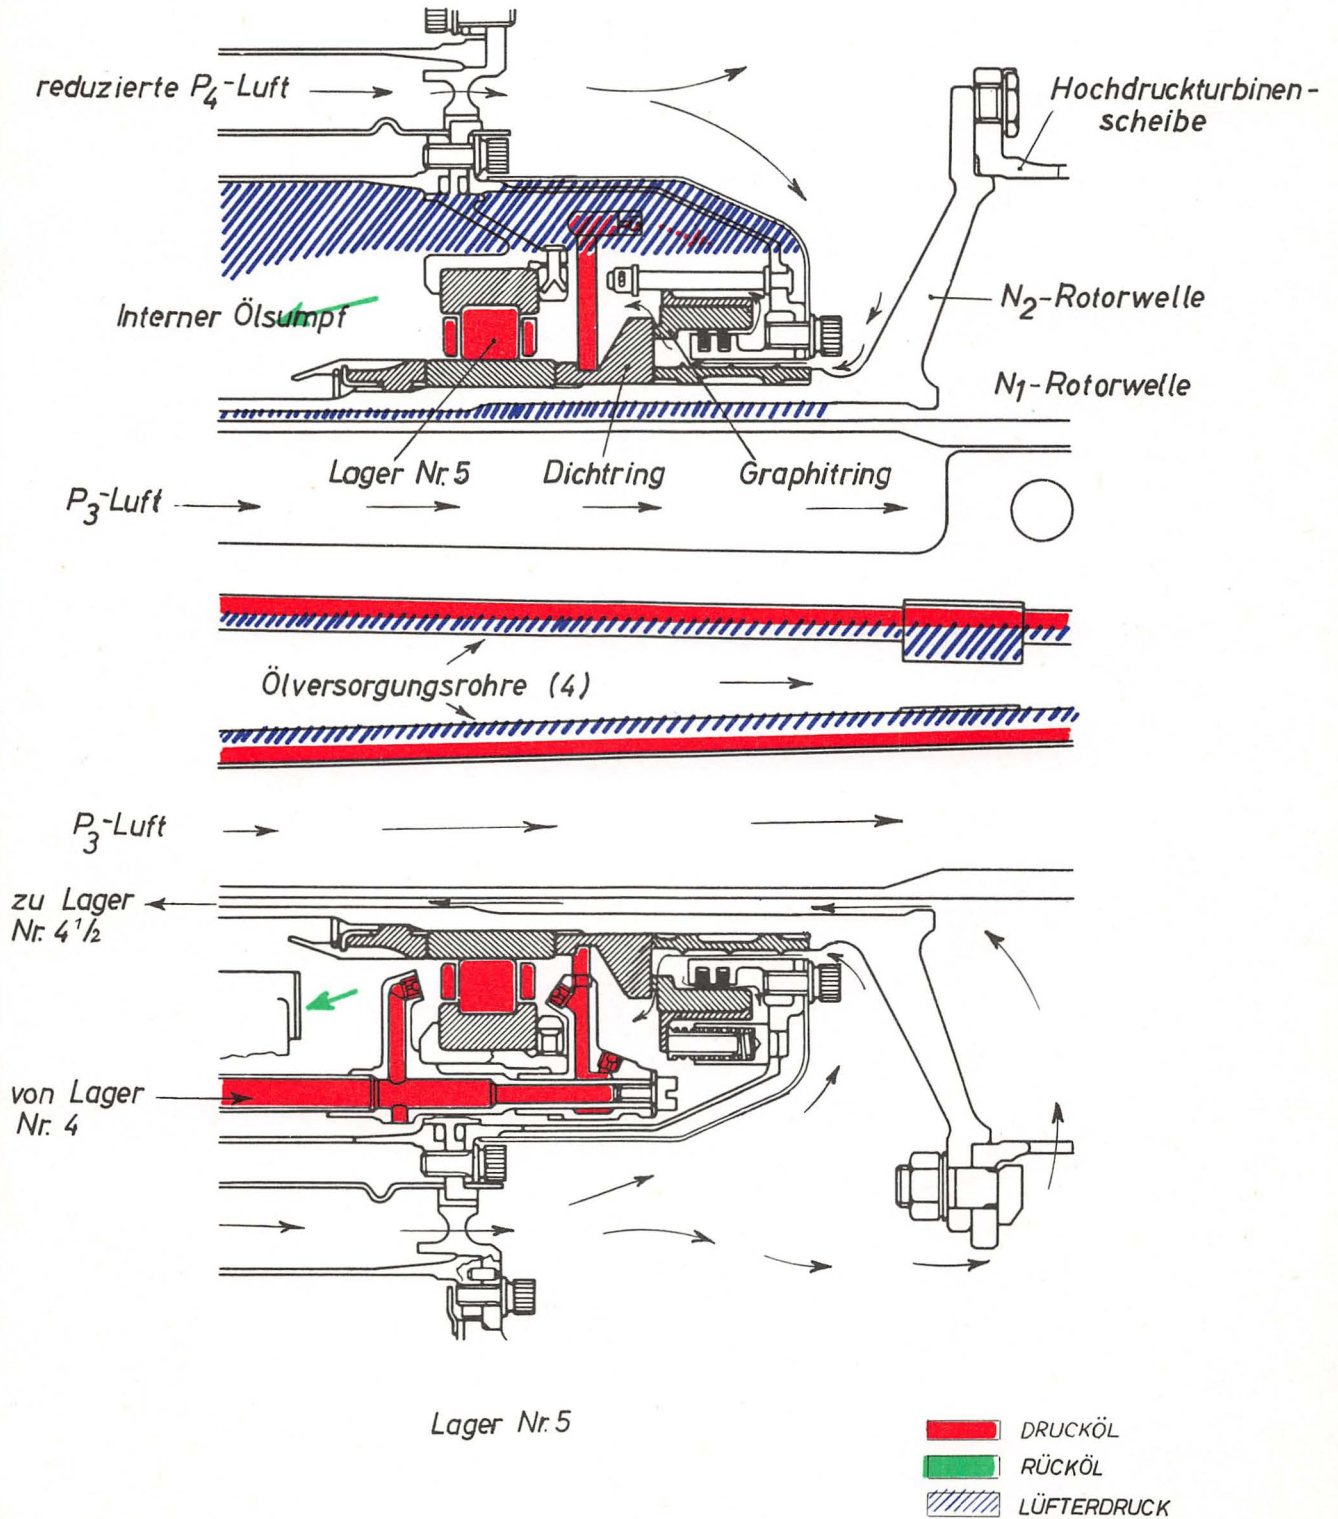 reduzierte P4-Luft
Hochdruckturbinen-
scheibe
Interner Ölsumpf
N2-Rotorwelle
N1-Rotorwelle
Lager Nr. 5
Dichtring
Graphitring
P3-Luft
Ölversorgungsrohre (4)
P3-Luft
zu Lager
Nr. 4 1/2
von Lager
Nr. 4
Lager Nr. 5
DRUCKÖL
RÜCKÖL
LÜFTERDRUCK